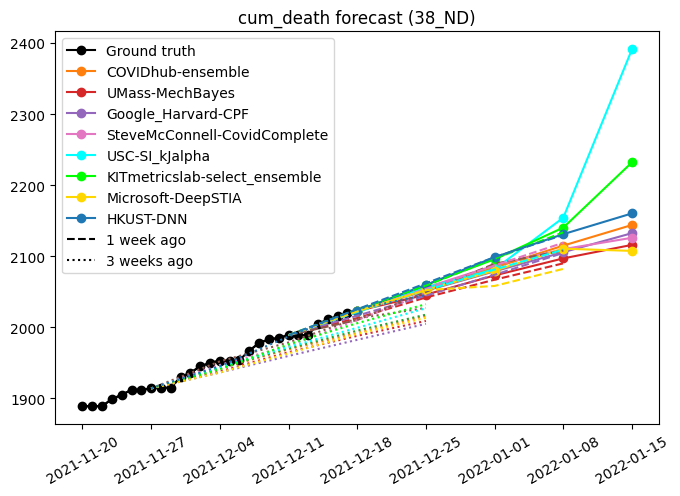 cum_death forecast (38_ND)
2400
2300
2200
2100
2000
1900
Ground truth
COVIDhub-ensemble
UMass-MechBayes
Google_Harvard-CPF
SteveMcConnell-CovidComplete
USC-SI_kJalpha
KITmetricslab-select_ensemble
Microsoft-DeepSTIA
HKUST-DNN
1 week ago
3 weeks ago
2021-11-20
2021-11-27
2021-12-04
2021-12-11
2021-12-18
2021-12-25
2022-01-01
2022-01-08
2022-01-15